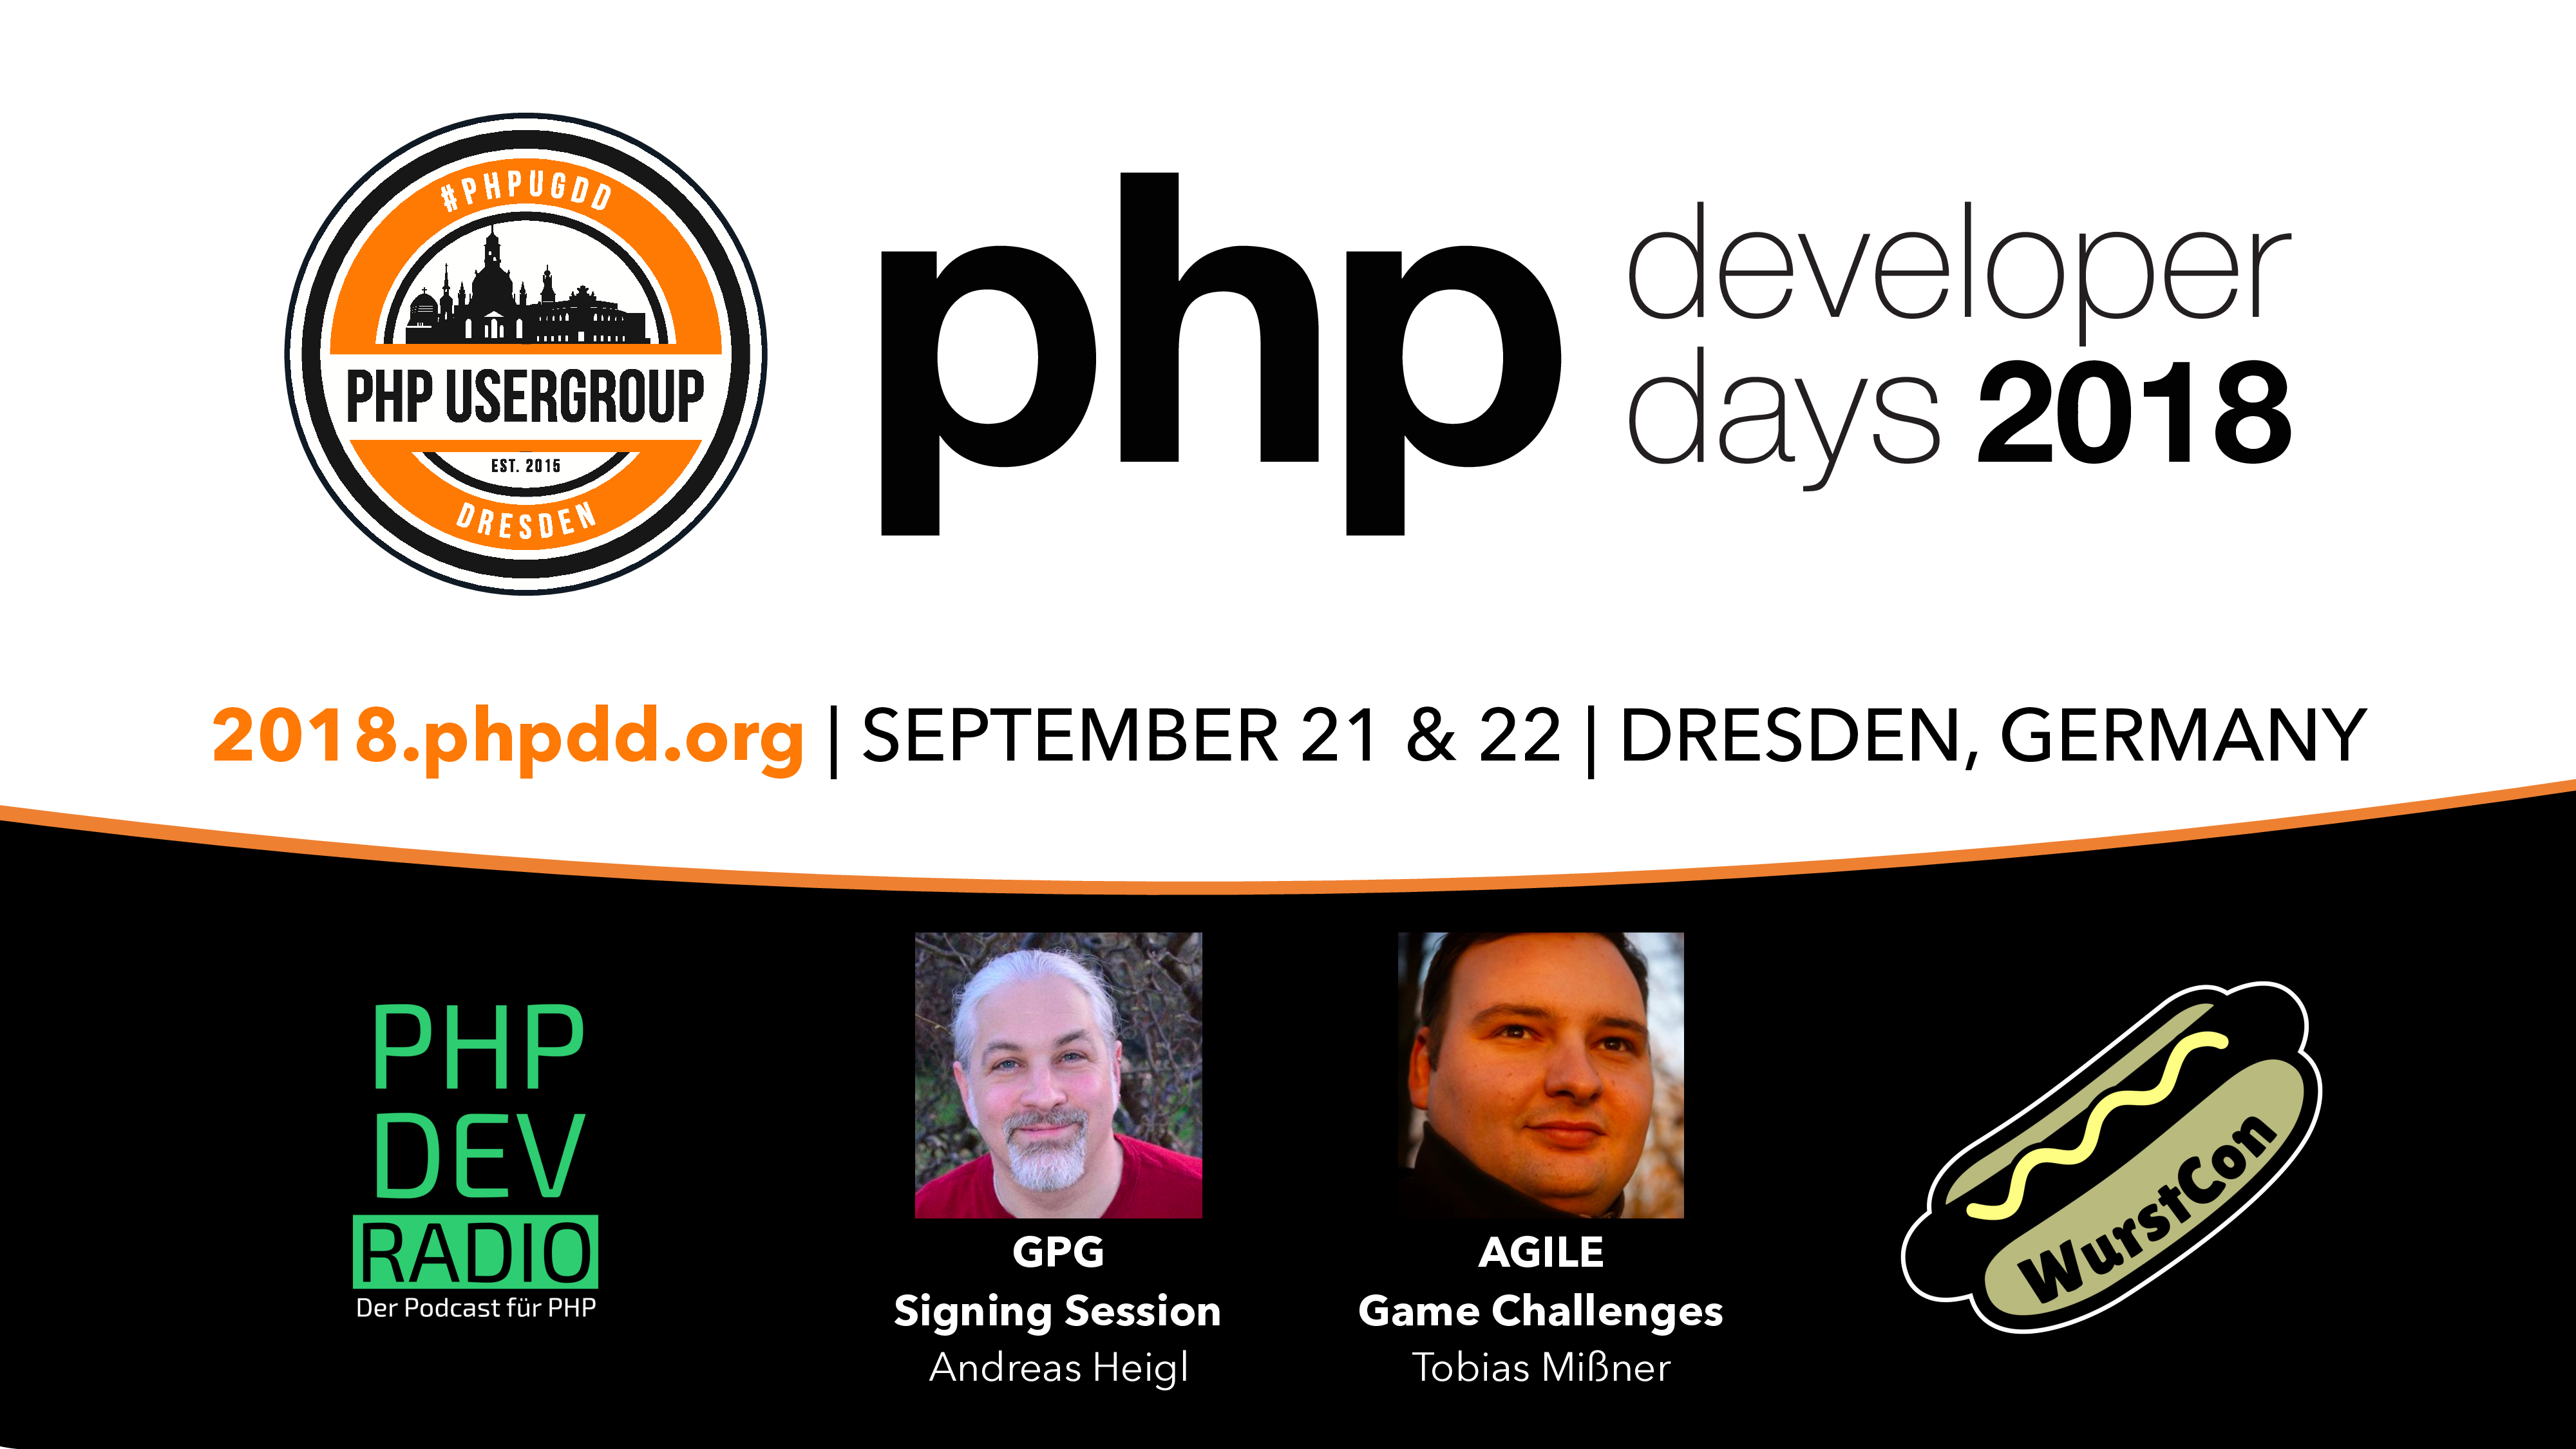 #PHPUGDD
PHP USERGROUP
EST. 2015
DRESDEN
php
developer
days 2018
2018.phpdd.org | SEPTEMBER 21 & 22 | DRESDEN, GERMANY
PHP
DEV
RADIO
Der Podcast für PHP
GPG
Signing Session
Andreas Heigl
AGILE
Game Challenges
Tobias Mißner
WurstCon